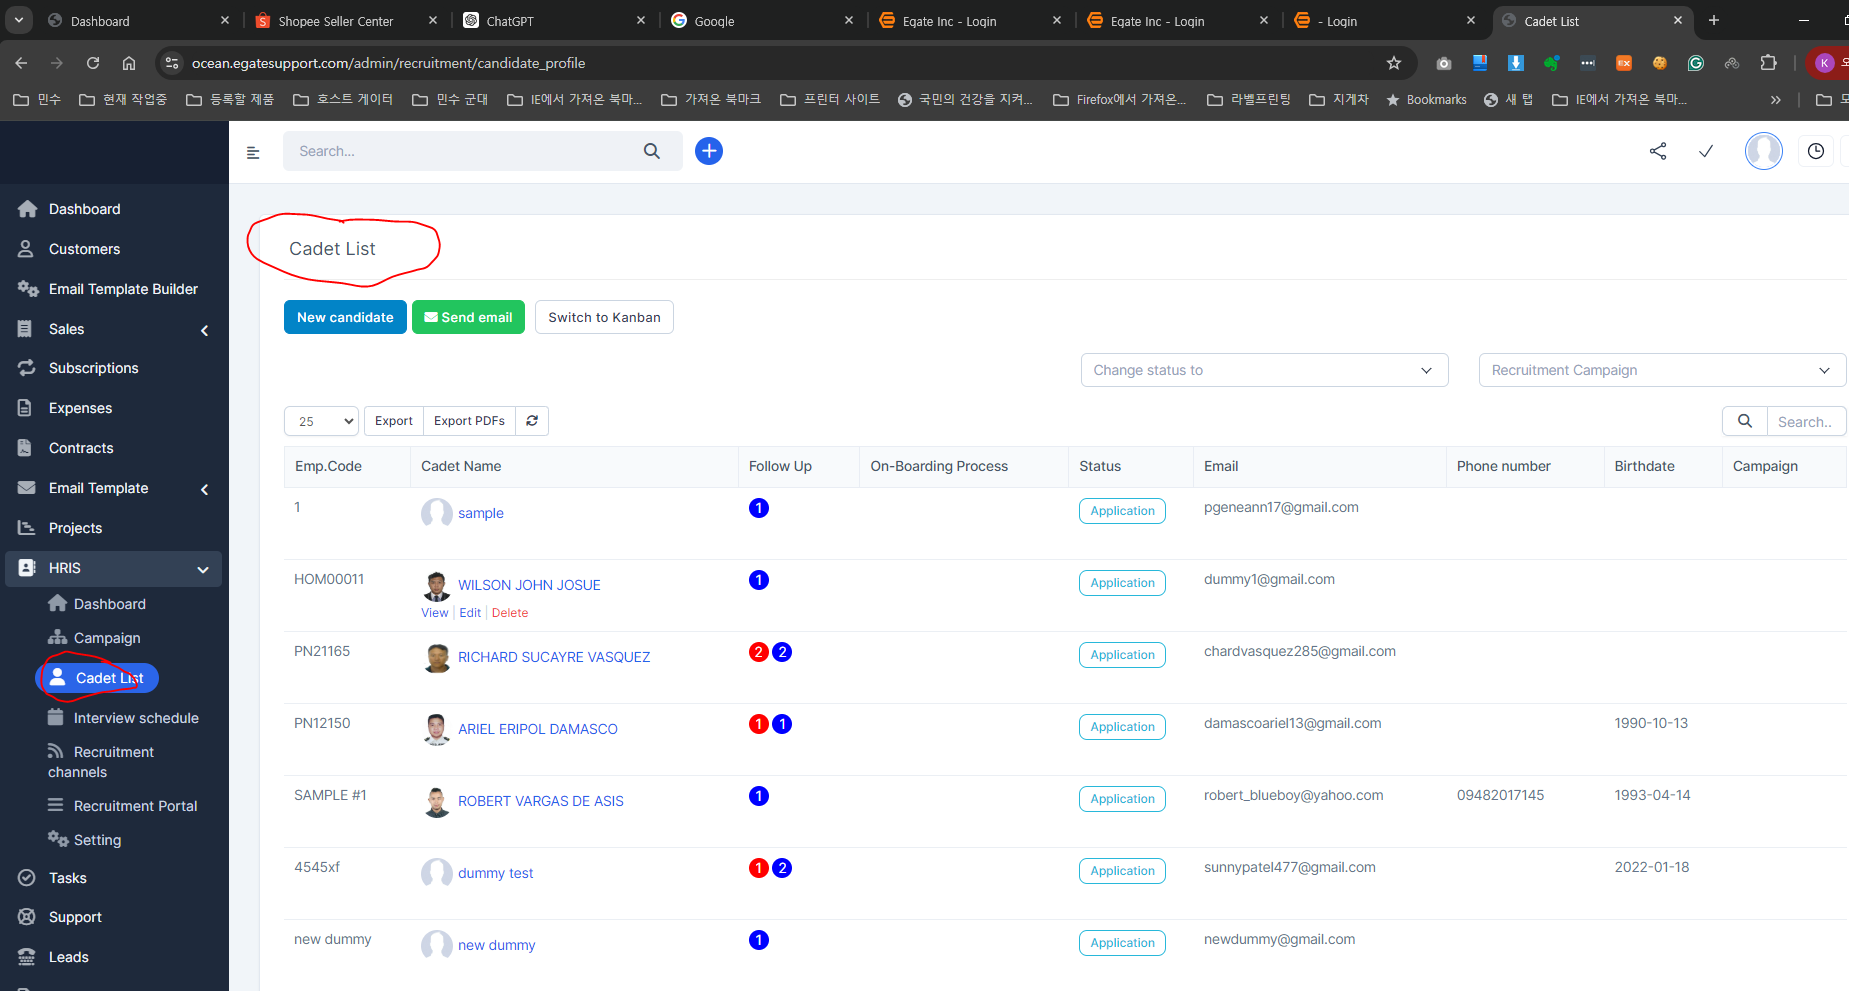 Dashboard
Shopee Seller Center
ChatGPT
Google
Egate Inc - Login
Egate Inc - Login
- Login
Cadet List
ocean.egatesupport.com/admin/recruitment/candidate_profile
K
민수
현재 작업중
등록할 제품
호스트 게이터
민수 군대
IE에서 가져온 북마...
가져온 북마크
프린터 사이트
국민의 건강을 지켜...
Firefox에서 가져온...
라벨프린팅
지게차
Bookmarks
새 탭
IE에서 가져온 북마...
Search...
Dashboard
Customers
Email Template Builder
Sales
Subscriptions
Expenses
Contracts
Email Template
Projects
HRIS
Dashboard
Campaign
Cadet List
Interview schedule
Recruitment
channels
Recruitment Portal
Setting
Tasks
Support
Leads
Cadet List
New candidate
Send email
Switch to Kanban
Change status to
Recruitment Campaign
25
Export
Export PDFs
Search..
Emp.Code Cadet Name Follow Up On-Boarding Process Status Email Phone number Birthdate Campaign
1 sample 1 Application pgeneann17@gmail.com
HOM00011 WILSON JOHN JOSUE 1 Application dummy1@gmail.com
View | Edit | Delete
PN21165 RICHARD SUCAYRE VASQUEZ 2 2 Application chardvasquez285@gmail.com
PN12150 ARIEL ERIPOL DAMASCO 1 1 Application damascoariel13@gmail.com 1990-10-13
SAMPLE #1 ROBERT VARGAS DE ASIS 1 Application robert_blueboy@yahoo.com 09482017145 1993-04-14
4545xf dummy test 1 2 Application sunnypatel477@gmail.com 2022-01-18
new dummy new dummy 1 Application newdummy@gmail.com